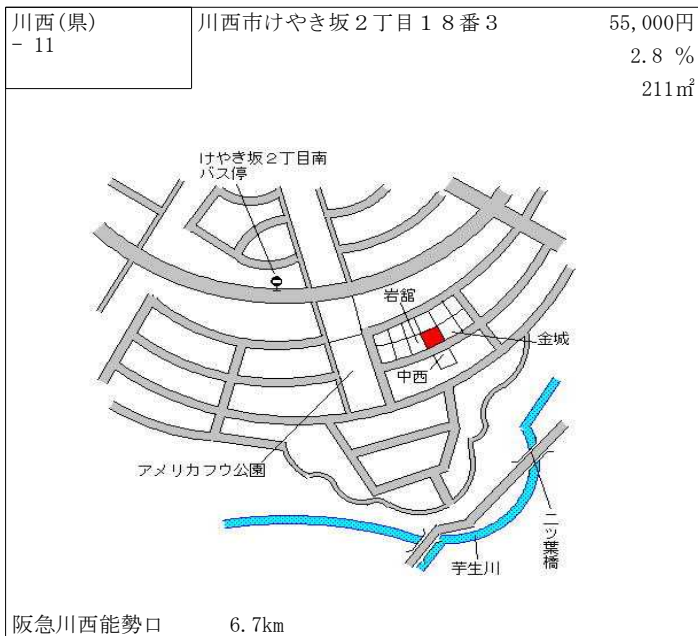 川西(県)
- 11
川西市けやき坂２丁目１８番３
55,000円
2.8 %
211㎡
けやき坂２丁目南
バス停
岩舘
金城
中西
アメリカフウ公園
二ッ葉橋
芋生川
阪急川西能勢口 6.7km